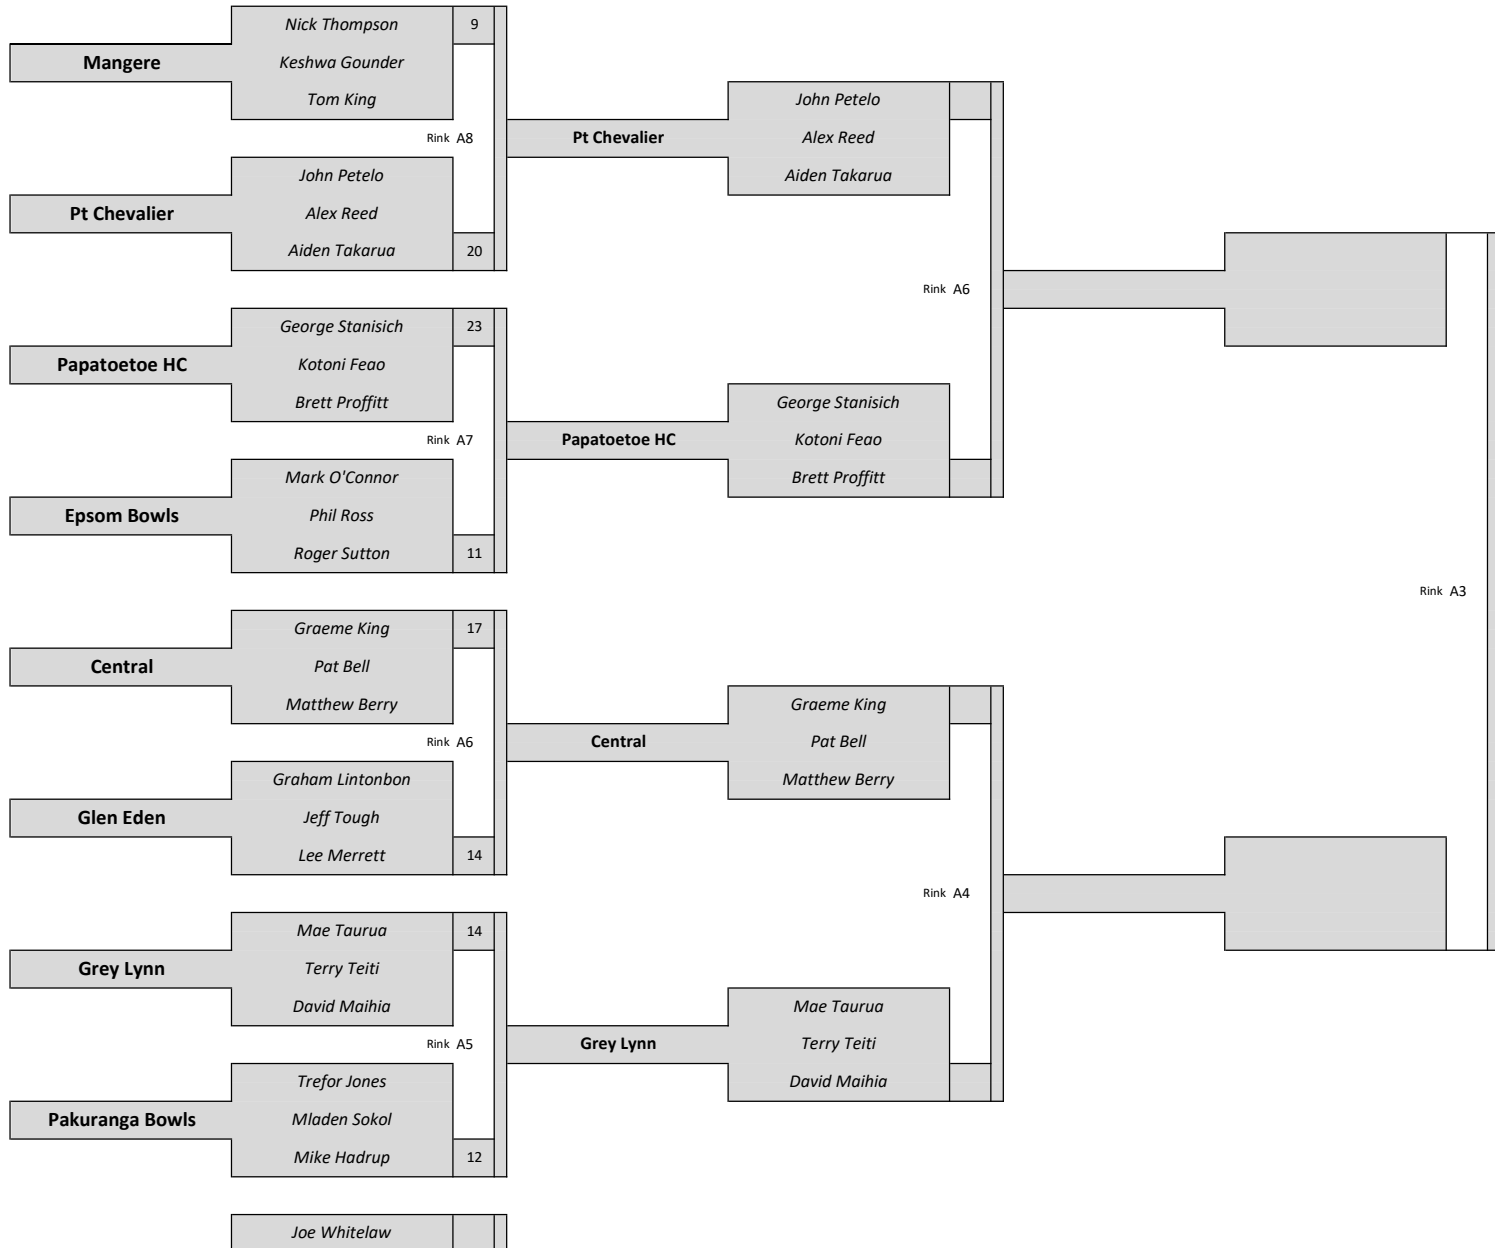 Nick Thompson 9
Mangere Keshwa Gounder
Tom King John Petelo
Rink A8 Pt Chevalier Alex Reed
John Petelo Aiden Takarua
Pt Chevalier Alex Reed
Aiden Takarua 20
Rink A6
George Stanisich 23
Papatoetoe HC Kotoni Feao
Brett Proffitt George Stanisich
Rink A7 Papatoetoe HC Kotoni Feao
Mark O'Connor Brett Proffitt
Epsom Bowls Phil Ross
Roger Sutton 11
Rink A3
Graeme King 17
Central Pat Bell
Matthew Berry Graeme King
Rink A6 Central Pat Bell
Graham Lintonbon Matthew Berry
Glen Eden Jeff Tough
Lee Merrett 14
Rink A4
Mae Taurua 14
Grey Lynn Terry Teiti
David Maihia Mae Taurua
Rink A5 Grey Lynn Terry Teiti
Trefor Jones David Maihia
Pakuranga Bowls Mladen Sokol
Mike Hadrup 12
Joe Whitelaw